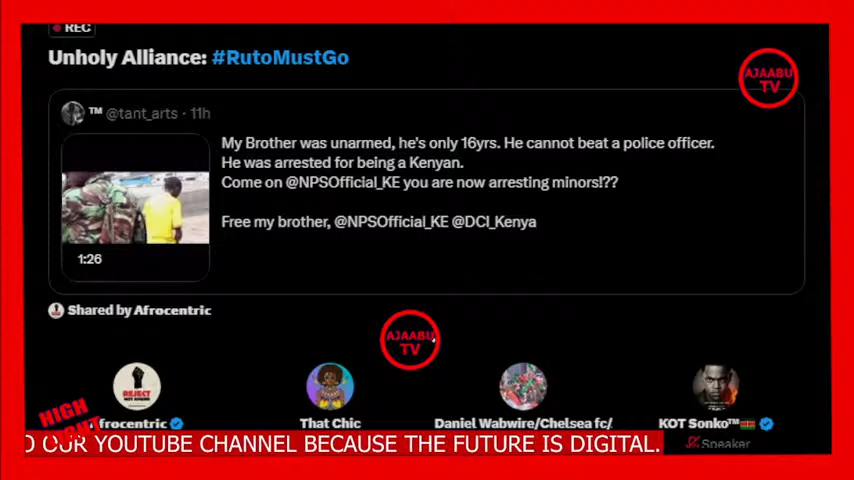 REC
Unholy Alliance: #RutoMustGo
AJAABU
TV
™ @tant_arts · 11h
My Brother was unarmed, he's only 16yrs. He cannot beat a police officer.
He was arrested for being a Kenyan.
Come on @NPSOfficial_KE you are now arresting minors!??
Free my brother, @NPSOfficial_KE @DCI_Kenya
1:26
Shared by Afrocentric
AJAABU
TV
REJECT
HIGH
frocentric
That Chic
Daniel Wabwire/Chelsea fc/
KOT Sonko™
Speaker
OUR YOUTUBE CHANNEL BECAUSE THE FUTURE IS DIGITAL.